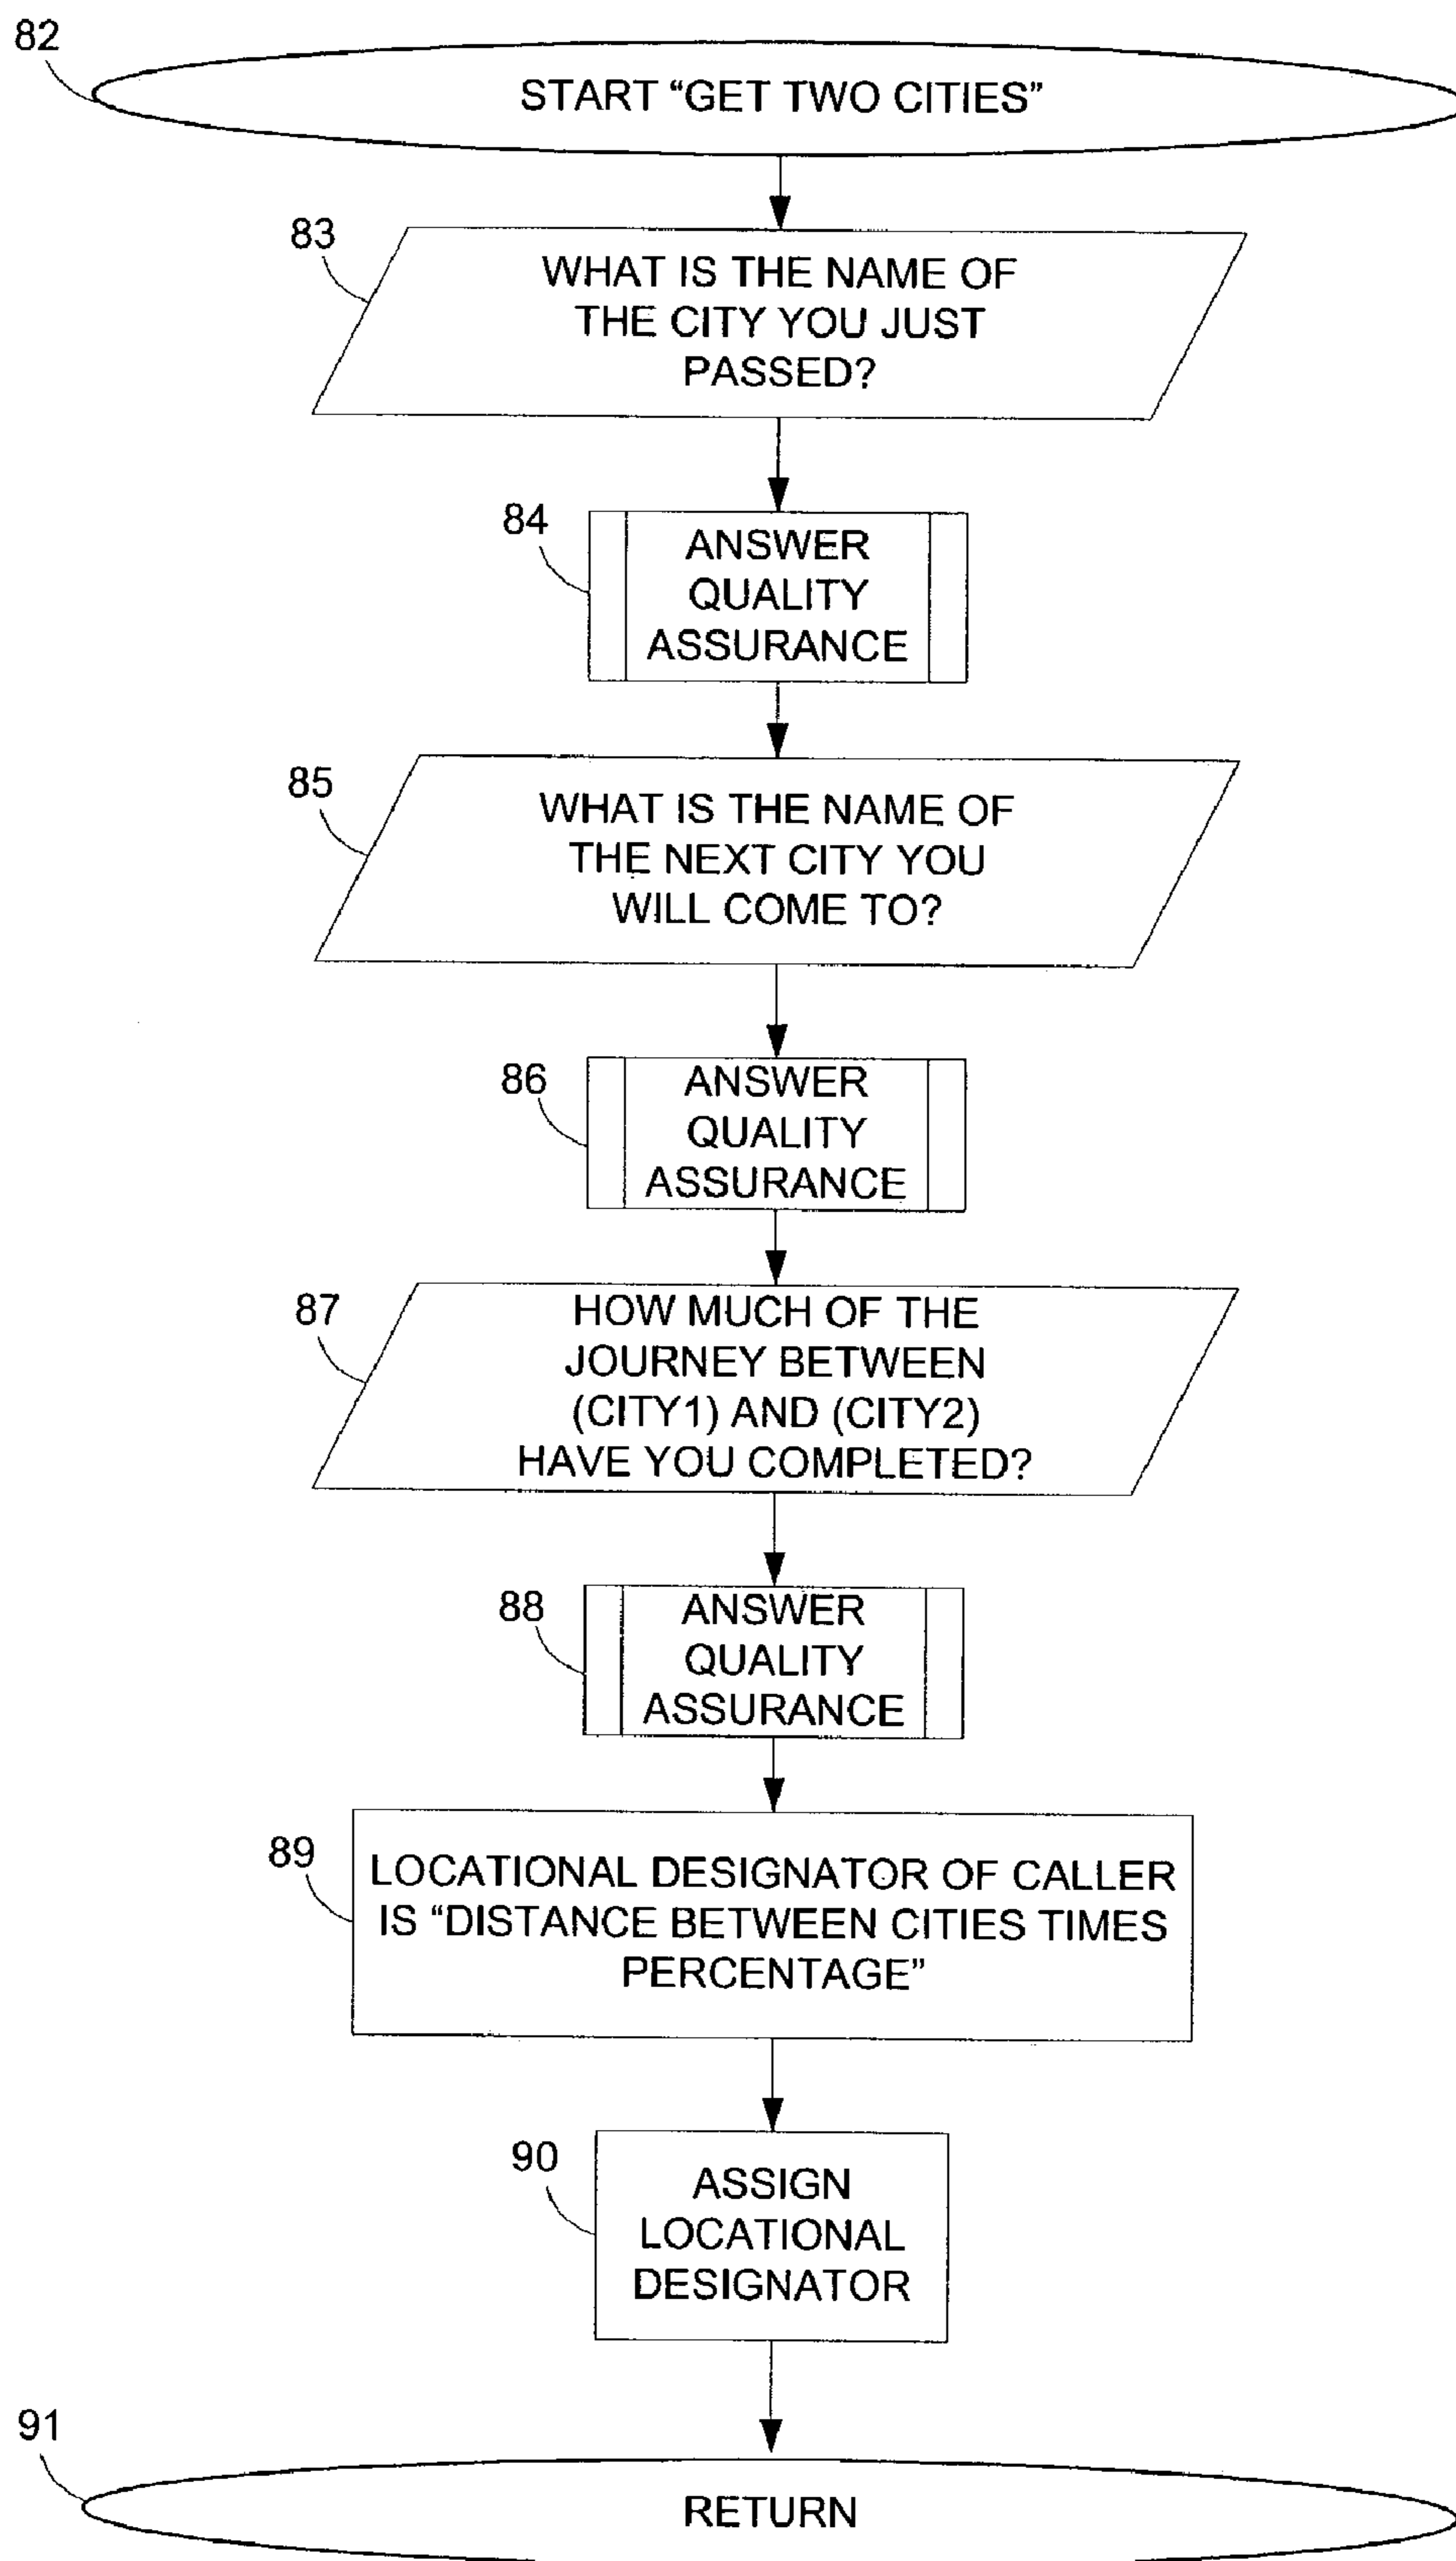 82
START “GET TWO CITIES”
83
WHAT IS THE NAME OF
THE CITY YOU JUST
PASSED?
84
ANSWER
QUALITY
ASSURANCE
85
WHAT IS THE NAME OF
THE NEXT CITY YOU
WILL COME TO?
86
ANSWER
QUALITY
ASSURANCE
87
HOW MUCH OF THE
JOURNEY BETWEEN
(CITY1) AND (CITY2)
HAVE YOU COMPLETED?
88
ANSWER
QUALITY
ASSURANCE
89
LOCATIONAL DESIGNATOR OF CALLER
IS “DISTANCE BETWEEN CITIES TIMES
PERCENTAGE”
90
ASSIGN
LOCATIONAL
DESIGNATOR
91
RETURN